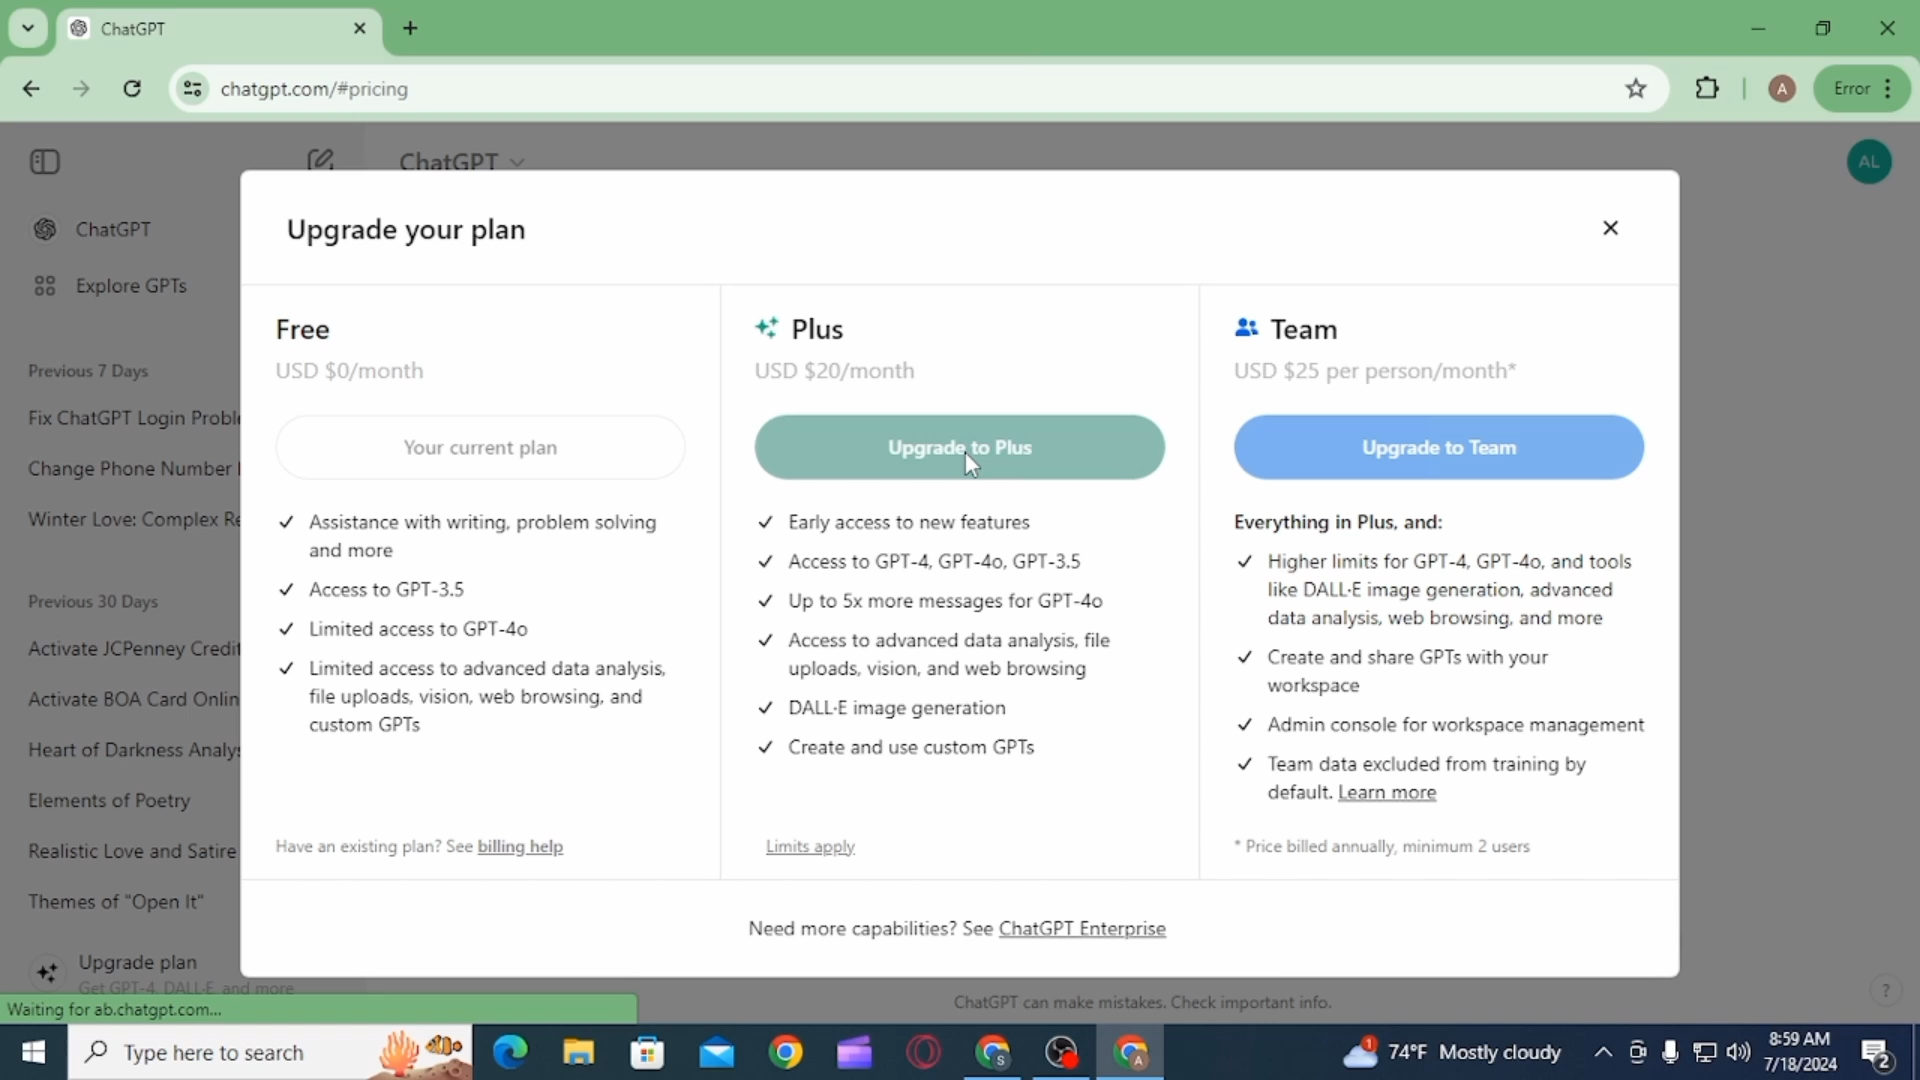 ChatGPT
chatgpt.com/#pricing
A
Error
ChatGPT
AL
ChatGPT
Explore GPTs
Previous 7 Days
Fix ChatGPT Login Proble
Change Phone Number
Winter Love: Complex Re
Previous 30 Days
Activate JCPenney Credit
Activate BOA Card Onlin
Heart of Darkness Analys
Elements of Poetry
Realistic Love and Satire
Themes of "Open It"
Upgrade plan
Get GPT-4, DALL·E, and more
Upgrade your plan
Free
USD $0/month
Your current plan
Assistance with writing, problem solving
and more
Access to GPT-3.5
Limited access to GPT-4o
Limited access to advanced data analysis,
file uploads, vision, web browsing, and
custom GPTs
Have an existing plan? See billing help
Plus
USD $20/month
Upgrade to Plus
Early access to new features
Access to GPT-4, GPT-4o, GPT-3.5
Up to 5x more messages for GPT-4o
Access to advanced data analysis, file
uploads, vision, and web browsing
DALL·E image generation
Create and use custom GPTs
Limits apply
Team
USD $25 per person/month*
Upgrade to Team
Everything in Plus, and:
Higher limits for GPT-4, GPT-4o, and tools
like DALL·E image generation, advanced
data analysis, web browsing, and more
Create and share GPTs with your
workspace
Admin console for workspace management
Team data excluded from training by
default. Learn more
* Price billed annually, minimum 2 users
Need more capabilities? See ChatGPT Enterprise
ChatGPT can make mistakes. Check important info.
?
Waiting for ab.chatgpt.com...
Type here to search
S
A
1
74°F Mostly cloudy
8:59 AM
7/18/2024
2